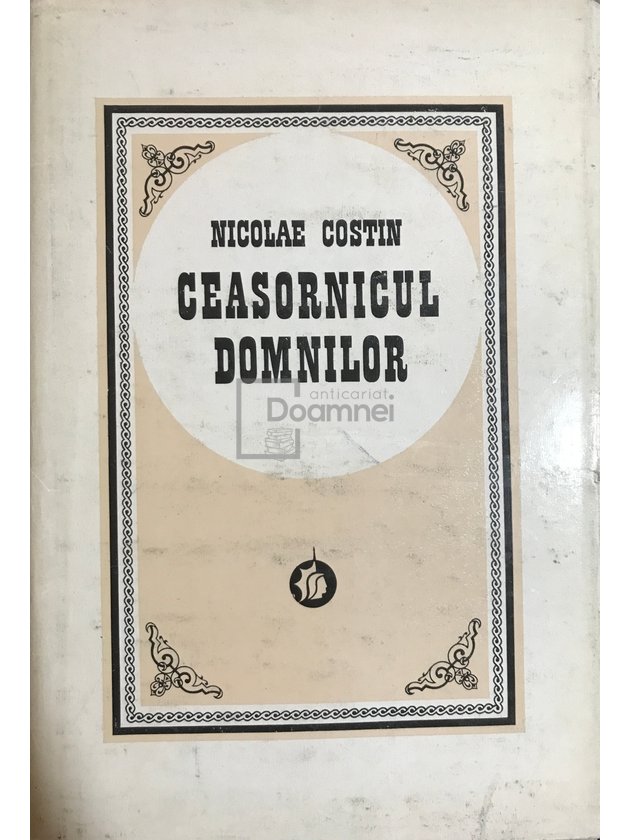 NICOLAE COSTIN
CEASORNICUL
DOMNILOR
anticariat
Doamnei